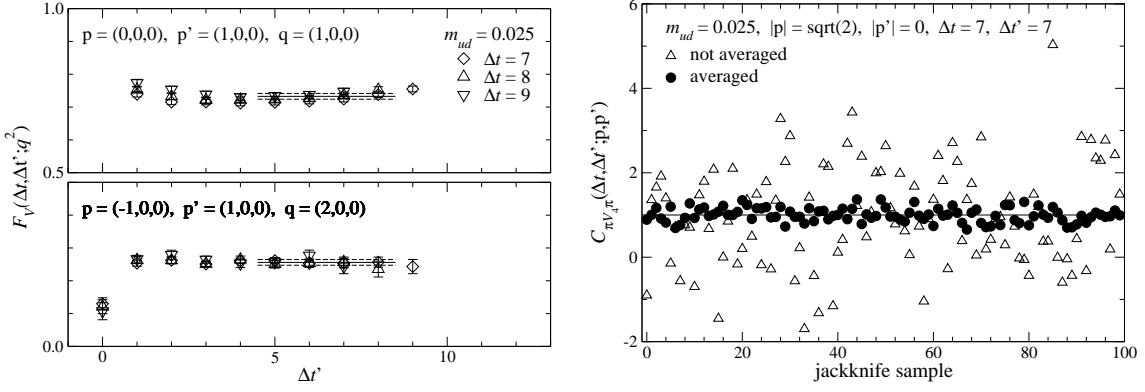 p = (0,0,0), p' = (1,0,0), q = (1,0,0)
m_ud = 0.025
Δt = 7
Δt = 8
Δt = 9
1.0
0.5
F_V(Δt,Δt';q²)
p = (-1,0,0), p' = (1,0,0), q = (2,0,0)
0.0
0 5 10
Δt'
m_ud = 0.025, |p| = sqrt(2), |p'| = 0, Δt = 7, Δt' = 7
not averaged
averaged
6
4
2
0
-2
C_πV₄π(Δt,Δt';p,p')
0 20 40 60 80 100
jackknife sample